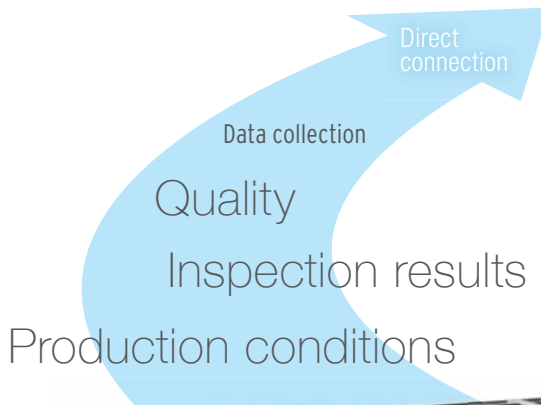 Direct
connection
Data collection
Quality
Inspection results
Production conditions